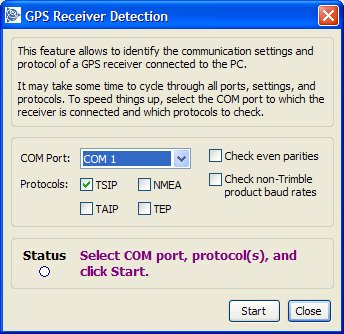 GPS Receiver Detection
This feature allows to identify the communication settings and
protocol of a GPS receiver connected to the PC.
It may take some time to cycle through all ports, settings, and
protocols. To speed things up, select the COM port to which the
receiver is connected and which protocols to check.
COM Port: COM 1
Check even parities
Protocols: TSIP NMEA
Check non-Trimble
product baud rates
TAIP TEP
Status
Select COM port, protocol(s), and
click Start.
Start Close